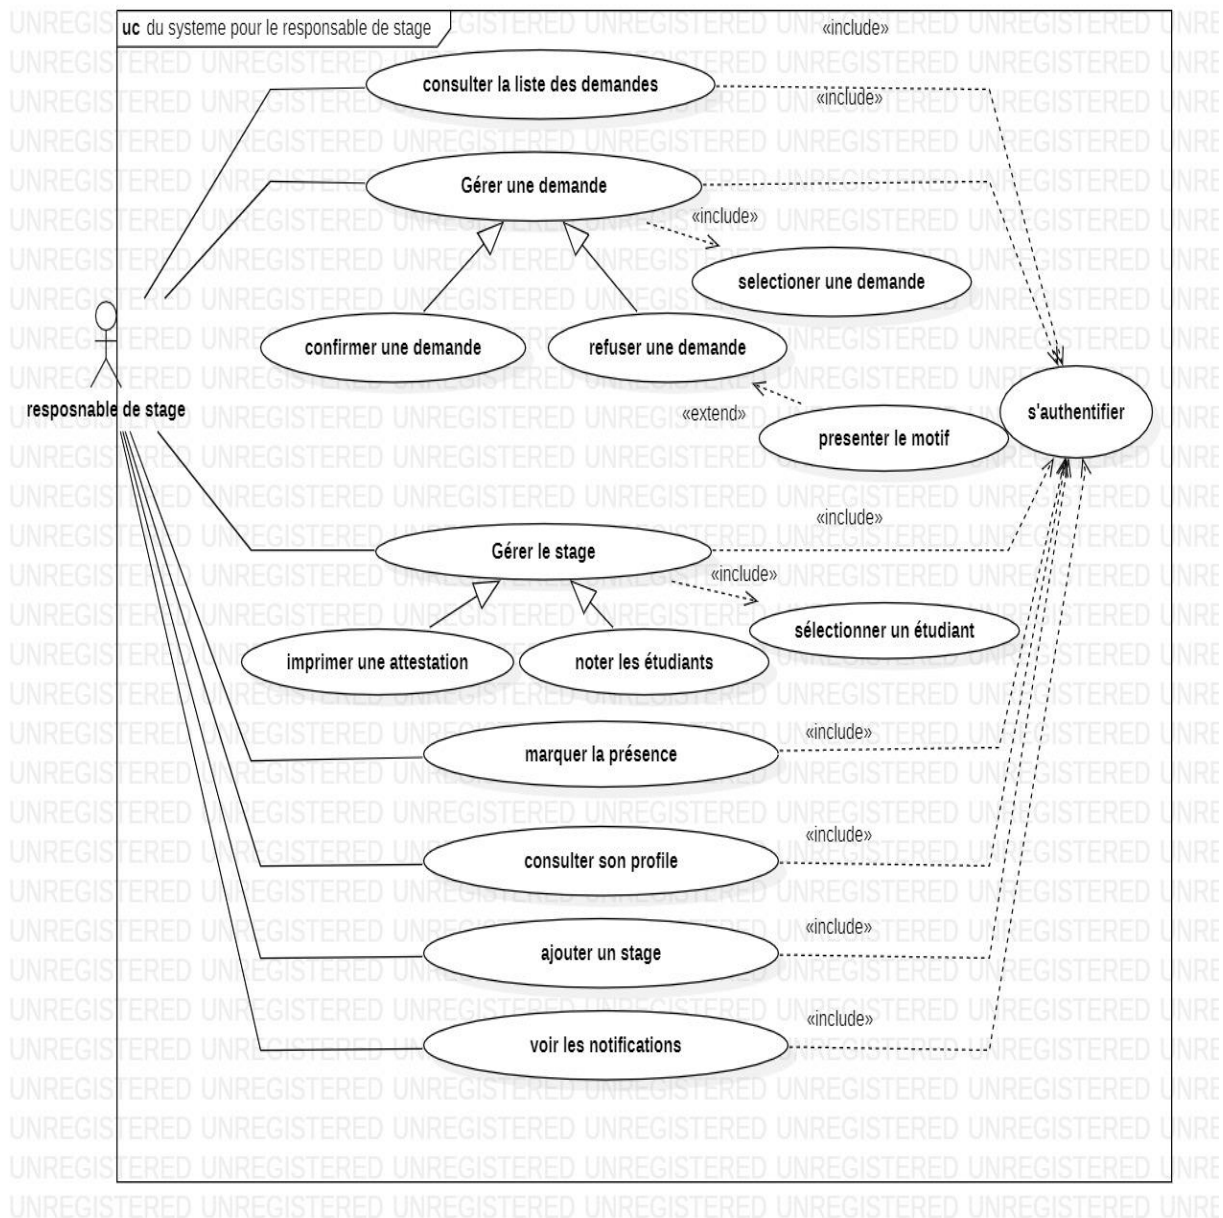 uc du systeme pour le responsable de stage
«include»
consulter la liste des demandes
«include»
Gérer une demande
«include»
selectioner une demande
confirmer une demande
refuser une demande
resposnable de stage
«extend»
s'authentifier
presenter le motif
«include»
Gérer le stage
«include»
sélectionner un étudiant
imprimer une attestation
noter les étudiants
«include»
marquer la présence
«include»
consulter son profile
«include»
ajouter un stage
«include»
voir les notifications
UNREGISTERED